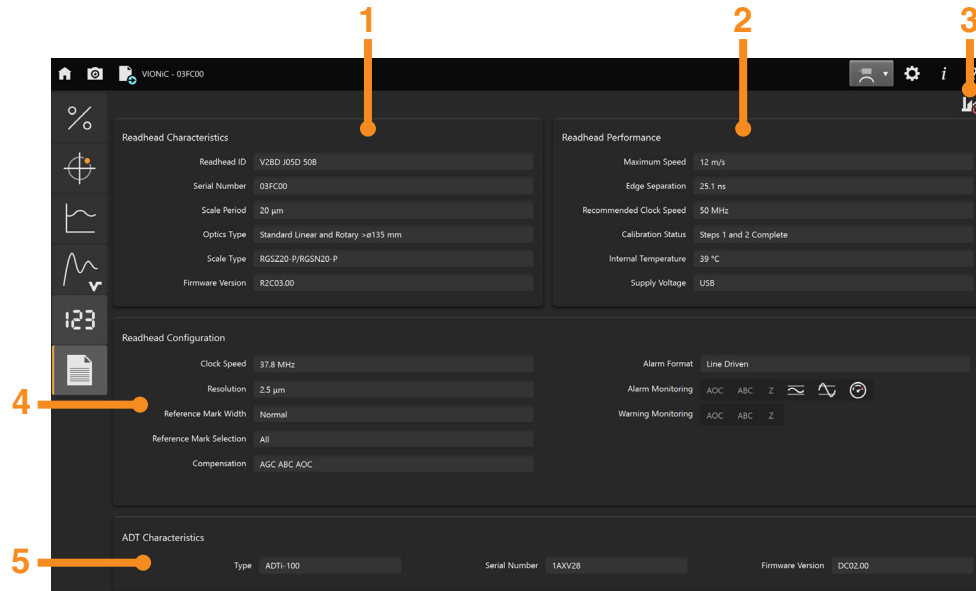 1
2
3
VIONiC - 03FC00
i
%
Readhead Characteristics
Readhead ID V2BD J05D 50B
Serial Number 03FC00
Scale Period 20 µm
Optics Type Standard Linear and Rotary >ø135 mm
Scale Type RGSZ20-P/RGSN20-P
Firmware Version R2C03.00
Readhead Performance
Maximum Speed 12 m/s
Edge Separation 25.1 ns
Recommended Clock Speed 50 MHz
Calibration Status Steps 1 and 2 Complete
Internal Temperature 39 °C
Supply Voltage USB
123
Readhead Configuration
Clock Speed 37.8 MHz
Resolution 2.5 µm
Reference Mark Width Normal
Reference Mark Selection All
Compensation AGC ABC AOC
Alarm Format Line Driven
Alarm Monitoring AOC ABC Z
Warning Monitoring AOC ABC Z
4
ADT Characteristics
5
Type ADTi-100
Serial Number 1AXV28
Firmware Version DC02.00